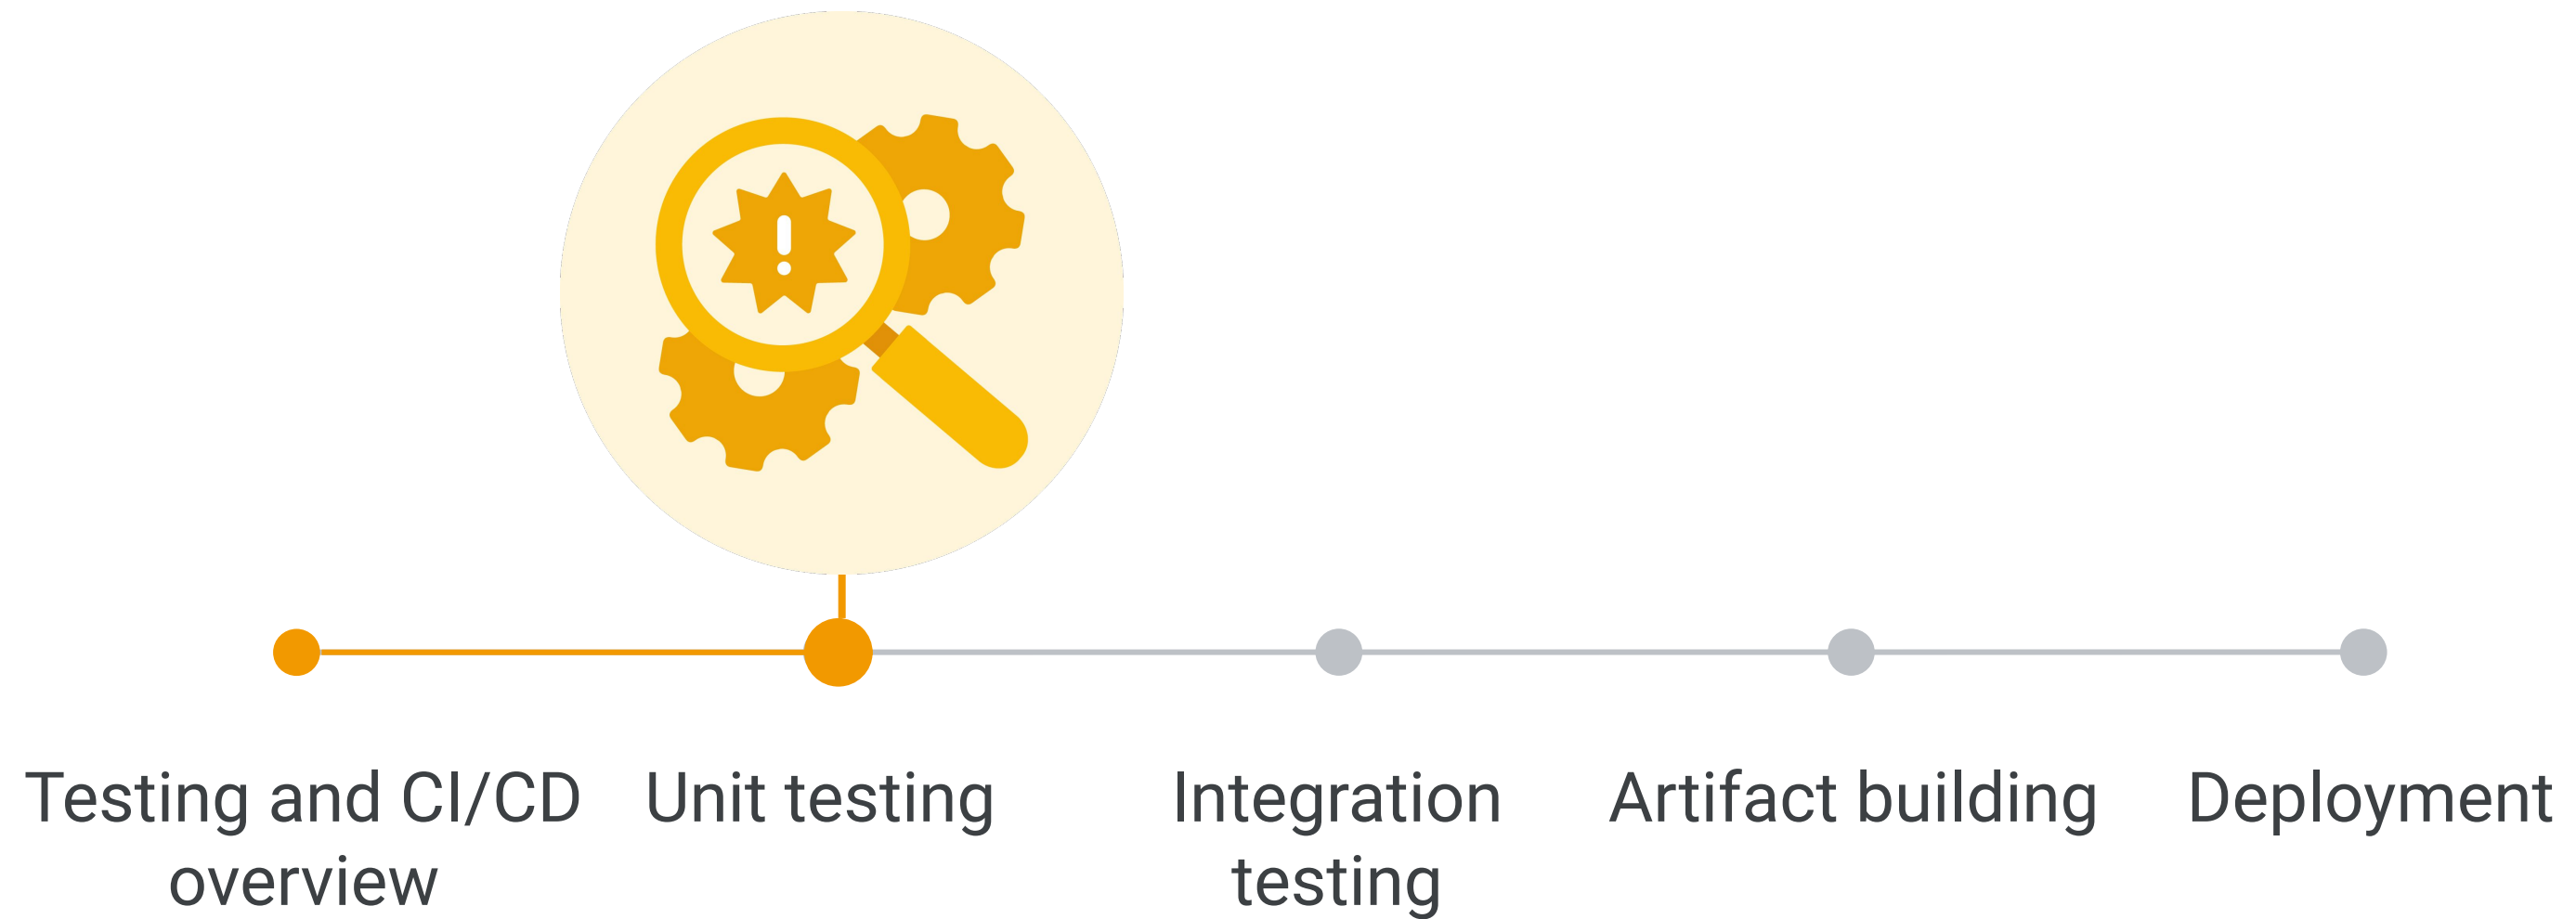 Testing and CI/CD
overview
Unit testing
Integration
testing
Artifact building
Deployment